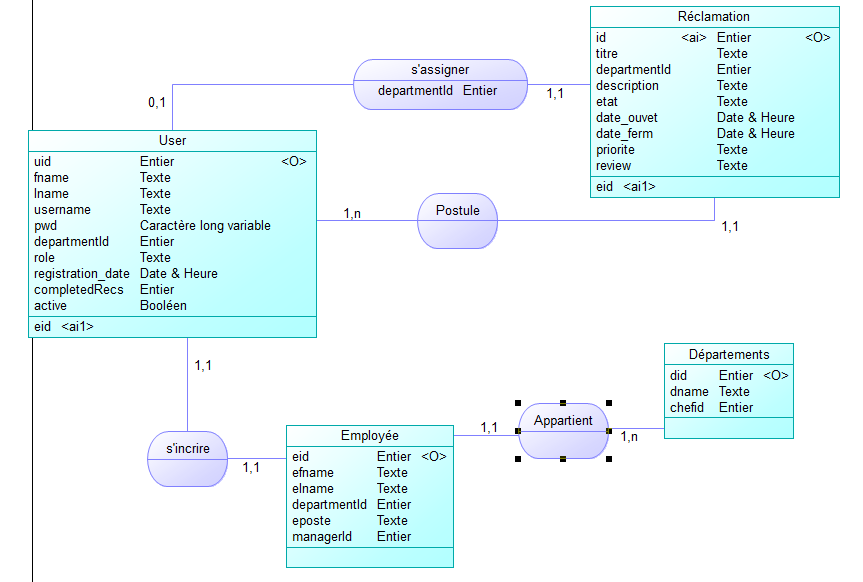 Réclamation
id <ai> Entier <O>
titre Texte
departmentId Entier
description Texte
etat Texte
date_ouvet Date & Heure
date_ferm Date & Heure
priorite Texte
review Texte
eid <ai1>
s'assigner
departmentId Entier
0,1
1,1
User
uid Entier <O>
fname Texte
lname Texte
username Texte
pwd Caractère long variable
departmentId Entier
role Texte
registration_date Date & Heure
completedRecs Entier
active Booléen
eid <ai1>
1,n
Postule
1,1
1,1
s'incrire
1,1
Employée
eid Entier <O>
efname Texte
elname Texte
departmentId Entier
eposte Texte
managerId Entier
1,1
Appartient
1,n
Départements
did Entier <O>
dname Texte
chefid Entier